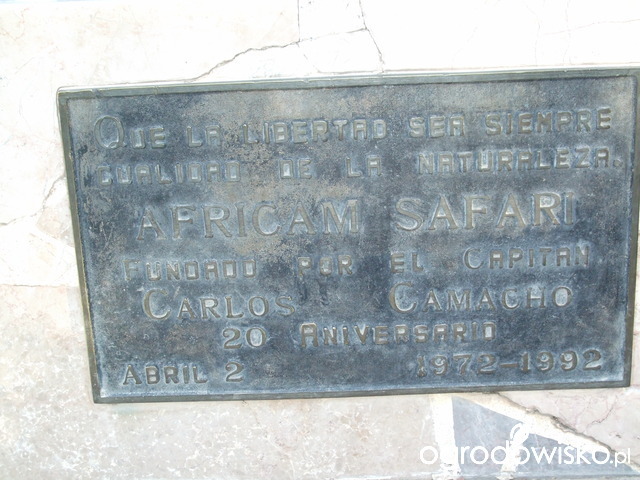 QUE LA LIBERTAD SEA SIEMPRE
CUALIDAD DE LA NATURALEZA.
AFRICAM SAFARI
FUNDADO POR EL CAPITAN
CARLOS CAMACHO
20 ANIVERSARIO
ABRIL 2 1972-1992
ogrodowisko.pl